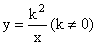 y = k²/x (k ≠ 0)